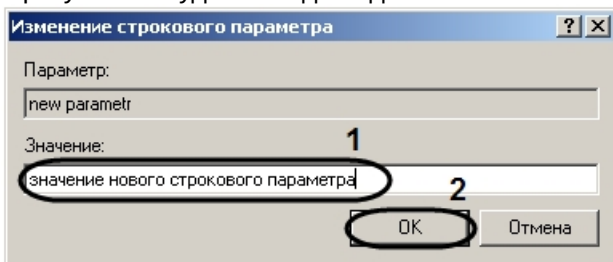 Изменение строкового параметра
Параметр:
new parametr
Значение:
1
значение нового строкового параметра
2
OK
Отмена